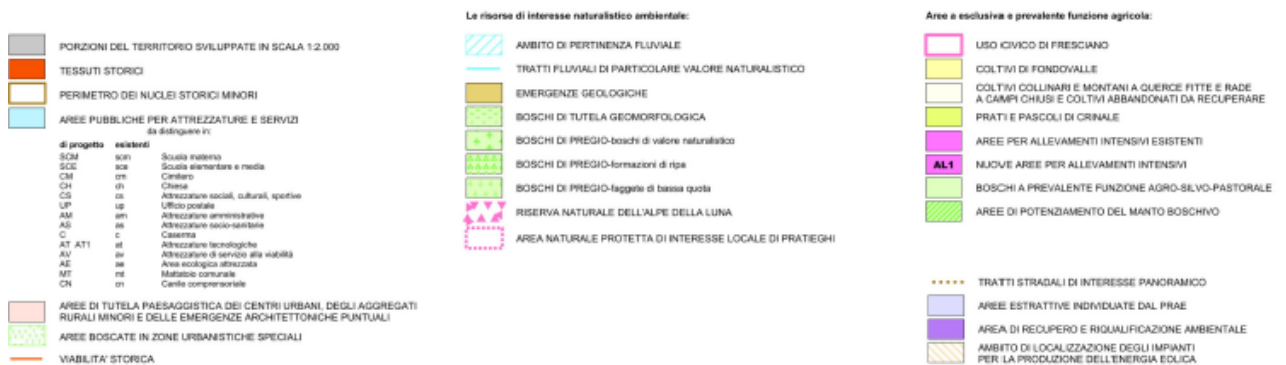 PORZIONI DEL TERRITORIO SVILUPPATE IN SCALA 1:2.000
TESSUTI STORICI
PERIMETRO DEI NUCLEI STORICI MINORI
AREE PUBBLICHE PER ATTREZZATURE E SERVIZI
da distinguere in:
di progetto esistenti
SCM scm Scuola materna
SCE sce Scuola elementare e media
CM cm Cimitero
CH ch Chiesa
CS cs Attrezzature sociali, culturali, sportive
UP up Ufficio postale
AM am Attrezzature amministrative
AS as Attrezzature socio-sanitarie
C c Caserma
AT AT1 at Attrezzature tecnologiche
AV av Attrezzature di servizio alla viabilità
AE ae Area ecologica attrezzata
MT mt Mattatoio comunale
CN cn Canile comprensoriale
AREE DI TUTELA PAESAGGISTICA DEI CENTRI URBANI, DEGLI AGGREGATI
RURALI MINORI E DELLE EMERGENZE ARCHITETTONICHE PUNTUALI
AREE BOSCATE IN ZONE URBANISTICHE SPECIALI
VIABILITA' STORICA
Le risorse di interesse naturalistico ambientale:
AMBITO DI PERTINENZA FLUVIALE
TRATTI FLUVIALI DI PARTICOLARE VALORE NATURALISTICO
EMERGENZE GEOLOGICHE
BOSCHI DI TUTELA GEOMORFOLOGICA
BOSCHI DI PREGIO-boschi di valore naturalistico
BOSCHI DI PREGIO-formazioni di ripa
BOSCHI DI PREGIO-faggete di bassa quota
RISERVA NATURALE DELL'ALPE DELLA LUNA
AREA NATURALE PROTETTA DI INTERESSE LOCALE DI PRATIEGHI
Aree a esclusiva e prevalente funzione agricola:
USO CIVICO DI FRESCIANO
COLTIVI DI FONDOVALLE
COLTIVI COLLINARI E MONTANI A QUERCE FITTE E RADE
A CAMPI CHIUSI E COLTIVI ABBANDONATI DA RECUPERARE
PRATI E PASCOLI DI CRINALE
AREE PER ALLEVAMENTI INTENSIVI ESISTENTI
AL1 NUOVE AREE PER ALLEVAMENTI INTENSIVI
BOSCHI A PREVALENTE FUNZIONE AGRO-SILVO-PASTORALE
AREE DI POTENZIAMENTO DEL MANTO BOSCHIVO
TRATTI STRADALI DI INTERESSE PANORAMICO
AREE ESTRATTIVE INDIVIDUATE DAL PRAE
AREA DI RECUPERO E RIQUALIFICAZIONE AMBIENTALE
AMBITO DI LOCALIZZAZIONE DEGLI IMPIANTI
PER LA PRODUZIONE DELL'ENERGIA EOLICA